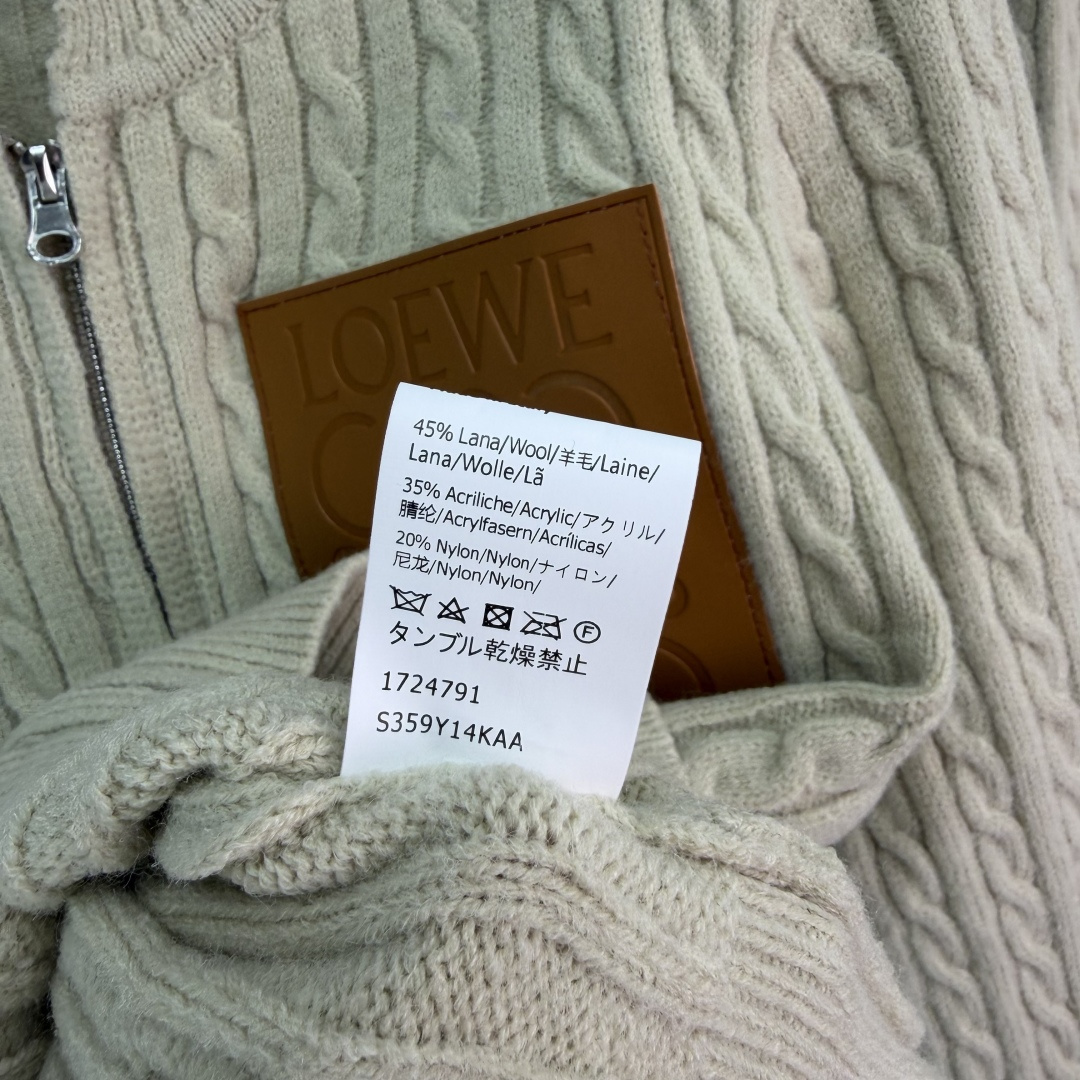 LOEWE
45% Lana/Wool/羊毛/Laine/
Lana/Wolle/Lã
35% Acriliche/Acrylic/アクリル/
腈纶/Acrylfasern/Acrílicas/
20% Nylon/Nylon/ナイロン/
尼龙/Nylon/Nylon/
F
タンブル乾燥禁止
1724791
S359Y14KAA